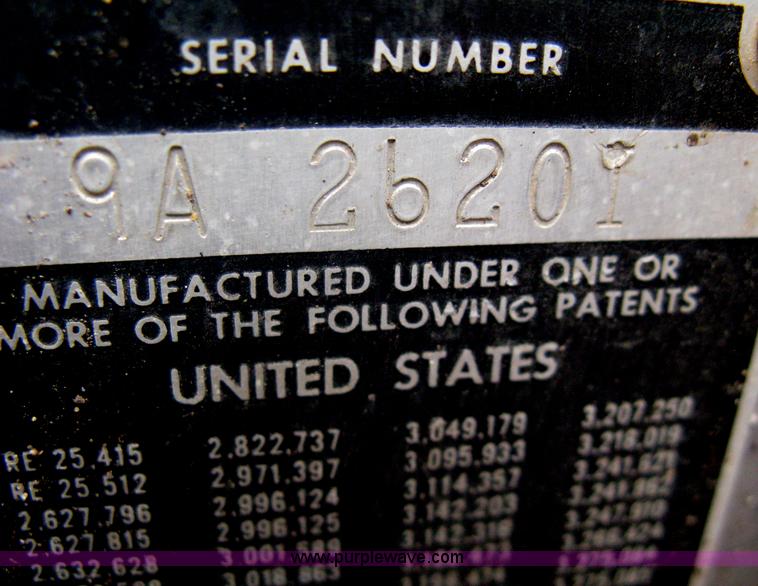 SERIAL NUMBER
9A 26201
MANUFACTURED UNDER ONE OR
MORE OF THE FOLLOWING PATENTS
UNITED STATES
RE 25.415 2.822.737 3.049.179 3.207.250
RE 25.512 2.971.397 3.095.933 3.218.019
2.627.796 2.996.124 3.114.357
2.627.815 2.996.125 3.142.203
2.632.628
www.purplewave.com